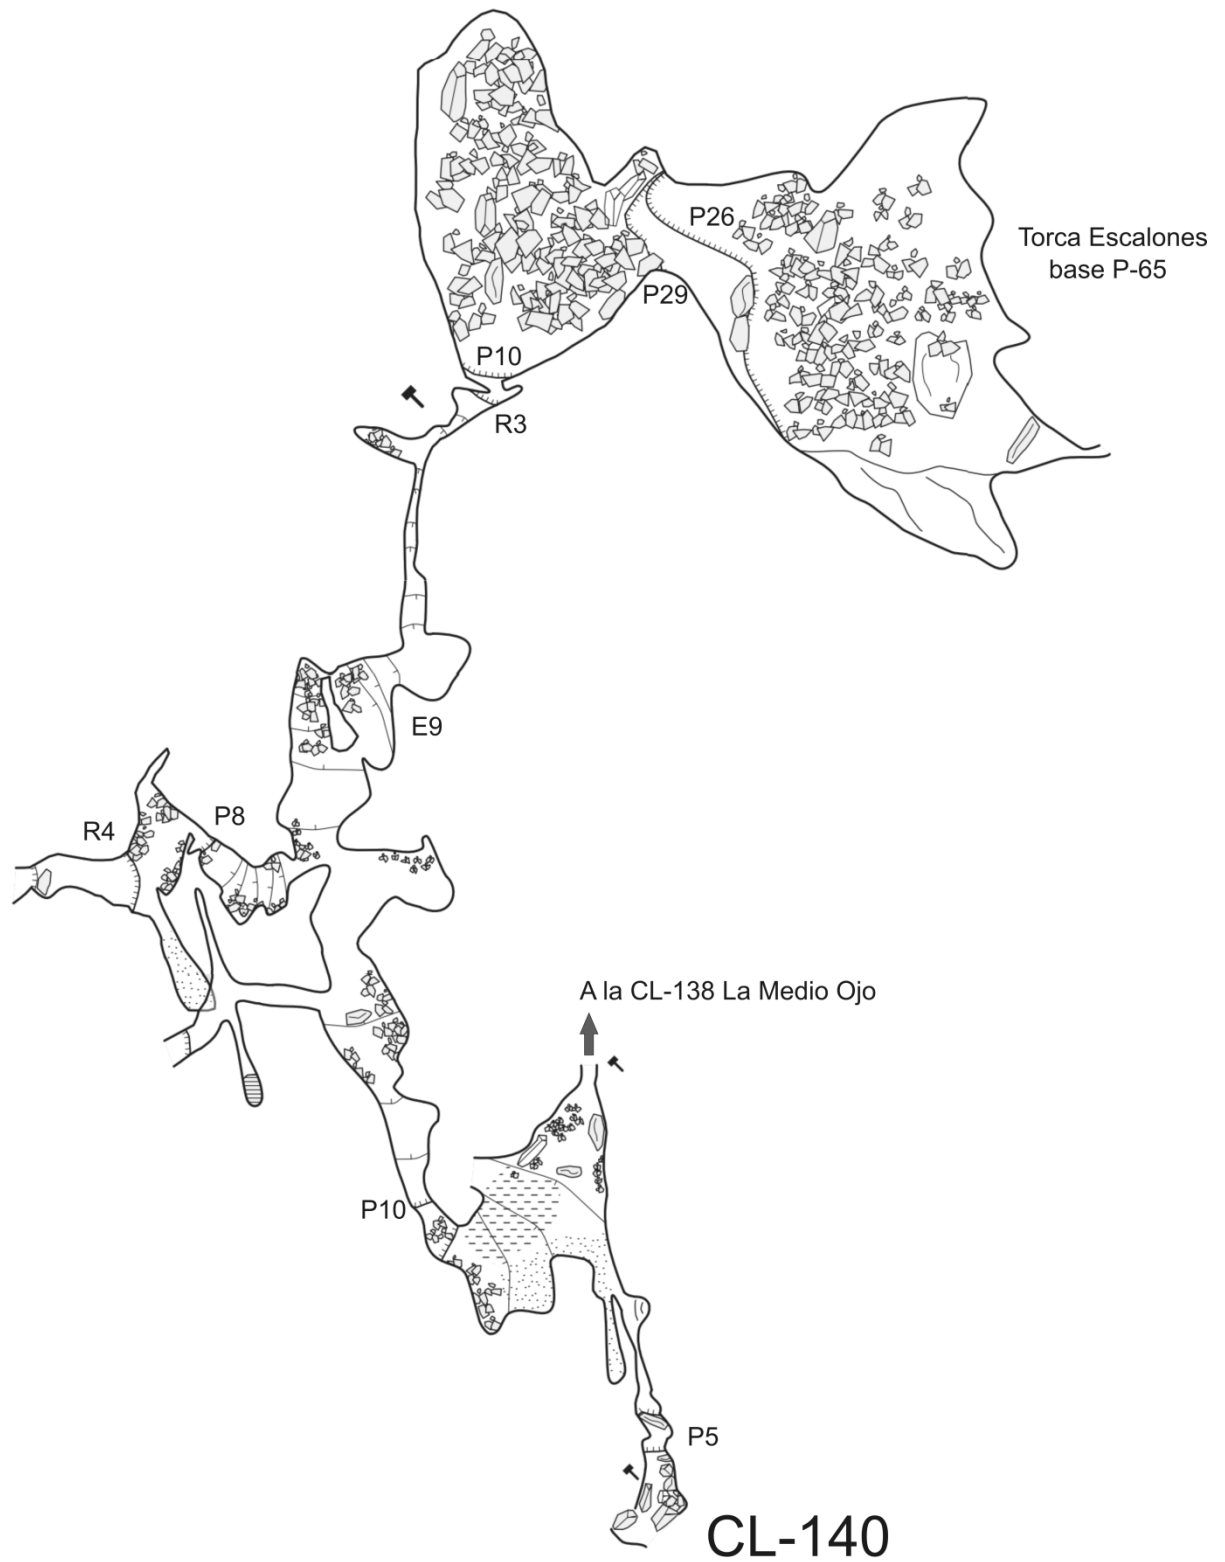 P26
Torca Escalones
base P-65
P29
P10
R3
E9
P8
R4
A la CL-138 La Medio Ojo
P10
P5
CL-140